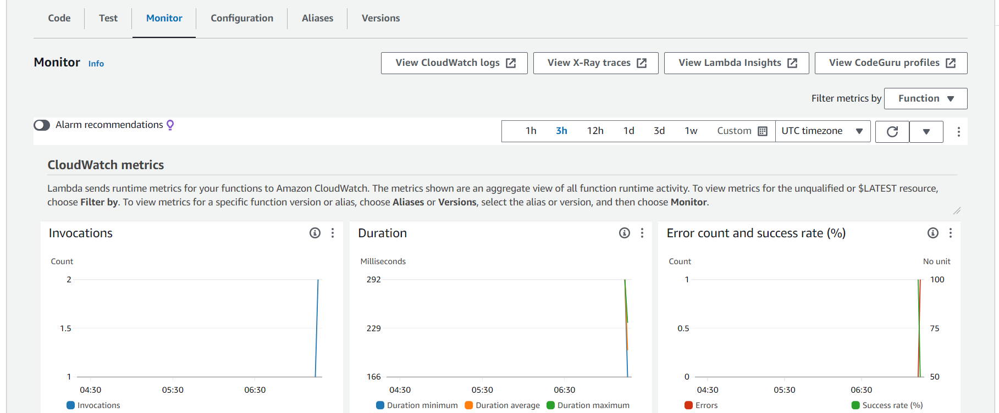 Code Test Monitor Configuration Aliases Versions
Monitor Info View CloudWatch logs View X-Ray traces View Lambda Insights View CodeGuru profiles
Filter metrics by Function
Alarm recommendations 1h 3h 12h 1d 3d 1w Custom UTC timezone
CloudWatch metrics
Lambda sends runtime metrics for your functions to Amazon CloudWatch. The metrics shown are an aggregate view of all function runtime activity. To view metrics for the unqualified or $LATEST resource,
choose Filter by. To view metrics for a specific function version or alias, choose Aliases or Versions, select the alias or version, and then choose Monitor.
Invocations
Count
2
1.5
1
04:30 05:30 06:30
Invocations
Duration
Milliseconds
292
229
166
04:30 05:30 06:30
Duration minimum Duration average Duration maximum
Error count and success rate (%)
Count No unit
1 100
0.5 75
0 50
04:30 05:30 06:30
Errors Success rate (%)